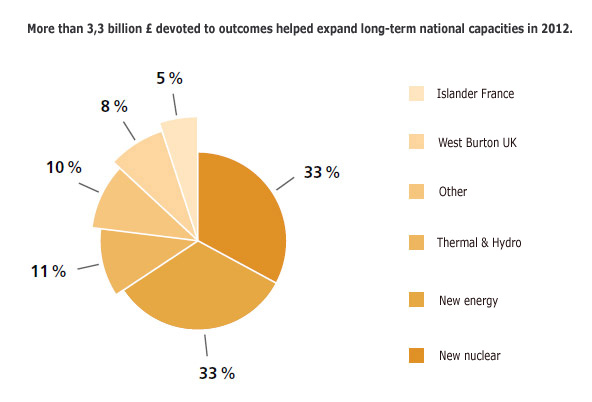 More than 3,3 billion £ devoted to outcomes helped expand long-term national capacities in 2012.
5 %
8 %
10 %
11 %
33 %
33 %
Islander France
West Burton UK
Other
Thermal & Hydro
New energy
New nuclear